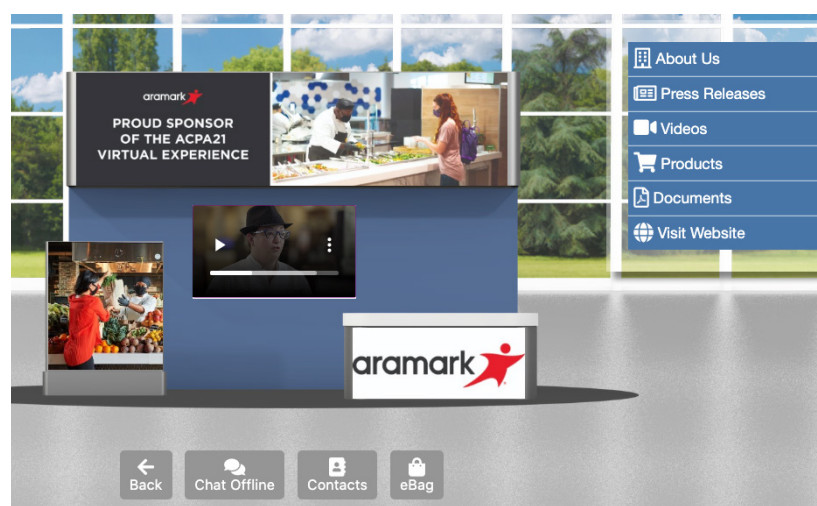 aramark
PROUD SPONSOR
OF THE ACPA21
VIRTUAL EXPERIENCE
About Us
Press Releases
Videos
Products
Documents
Visit Website
aramark
Back
Chat Offline
Contacts
eBag